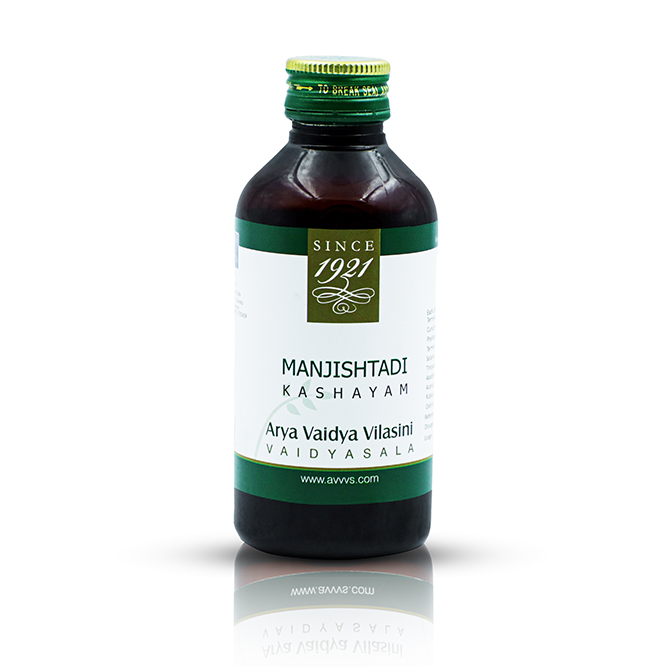 TO BREAK SEAL
SINCE
1921
MANJISHTADI
KASHAYAM
Arya Vaidya Vilasini
VAIDYASALA
www.avvvs.com